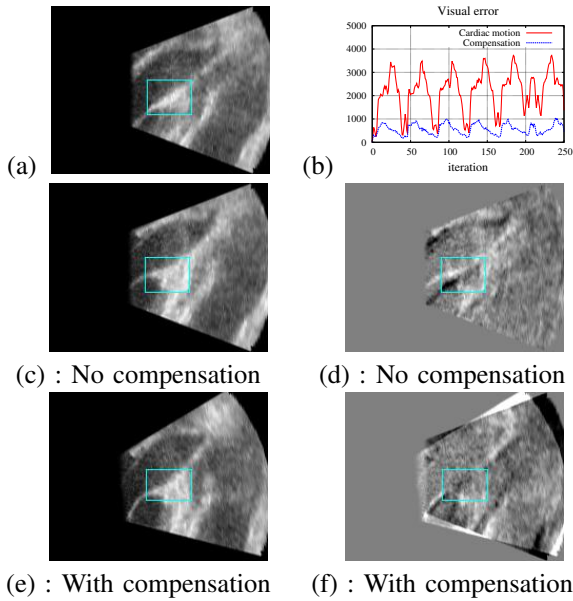 Visual error
Cardiac motion
Compensation
5000
4000
3000
2000
1000
0
0 50 100 150 200 250
iteration
(a)
(b)
(c) : No compensation
(d) : No compensation
(e) : With compensation
(f) : With compensation